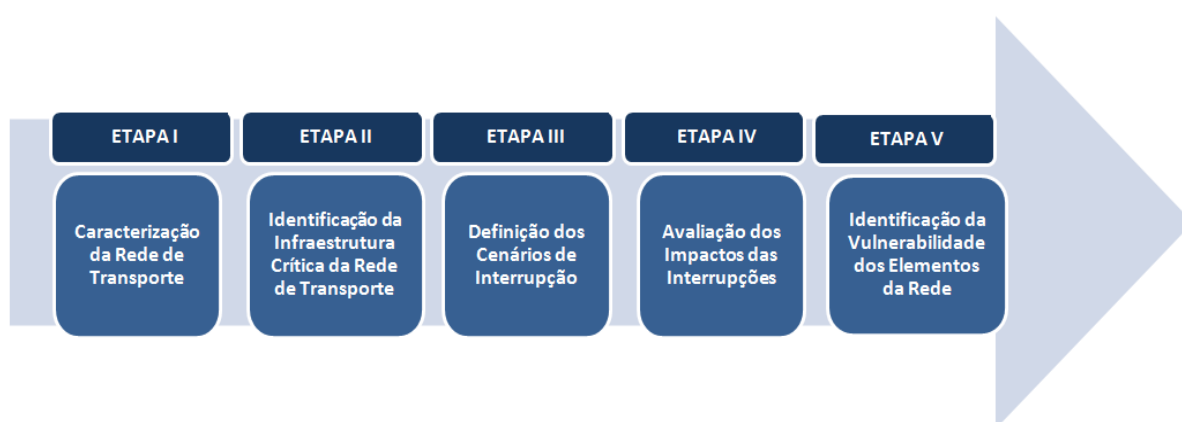 ETAPA I
Caracterização
da Rede de
Transporte
ETAPA II
Identificação da
Infraestrutura
Crítica da Rede
de Transporte
ETAPA III
Definição dos
Cenários de
Interrupção
ETAPA IV
Avaliação dos
Impactos das
Interrupções
ETAPA V
Identificação da
Vulnerabilidade
dos Elementos
da Rede